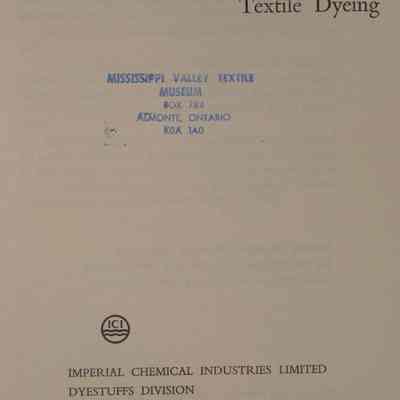 Textile Dyeing
MISSISSIPPI VALLEY TEXTILE
MUSEUM
BOX 784
ALMONTE, ONTARIO
K0A 1A0
ICI
IMPERIAL CHEMICAL INDUSTRIES LIMITED
DYESTUFFS DIVISION